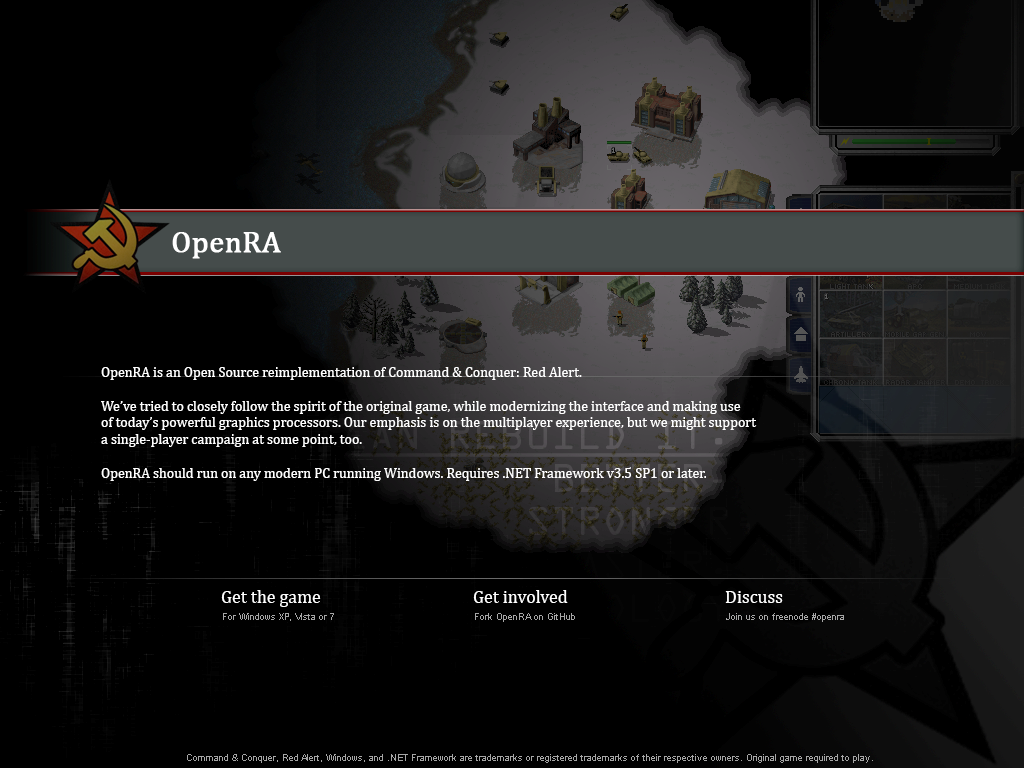 OpenRA
OpenRA is an Open Source reimplementation of Command & Conquer: Red Alert.
We've tried to closely follow the spirit of the original game, while modernizing the interface and making use
of today's powerful graphics processors. Our emphasis is on the multiplayer experience, but we might support
a single-player campaign at some point, too.
AN REBUILD IT.
OpenRA should run on any modern PC running Windows. Requires .NET Framework v3.5 SP1 or later.
STRONGER
Get the game
For Windows XP, Vista or 7
Get involved
Fork OpenRA on GitHub
Discuss
Join us on freenode #openra
Command & Conquer, Red Alert, Windows, and .NET Framework are trademarks or registered trademarks of their respective owners. Original game required to play.